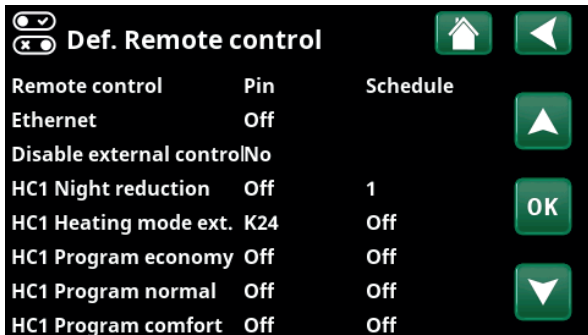 Def. Remote control
Remote control Pin Schedule
Ethernet Off
Disable external control No
HC1 Night reduction Off 1
HC1 Heating mode ext. K24 Off
OK
HC1 Program economy Off Off
HC1 Program normal Off Off
HC1 Program comfort Off Off